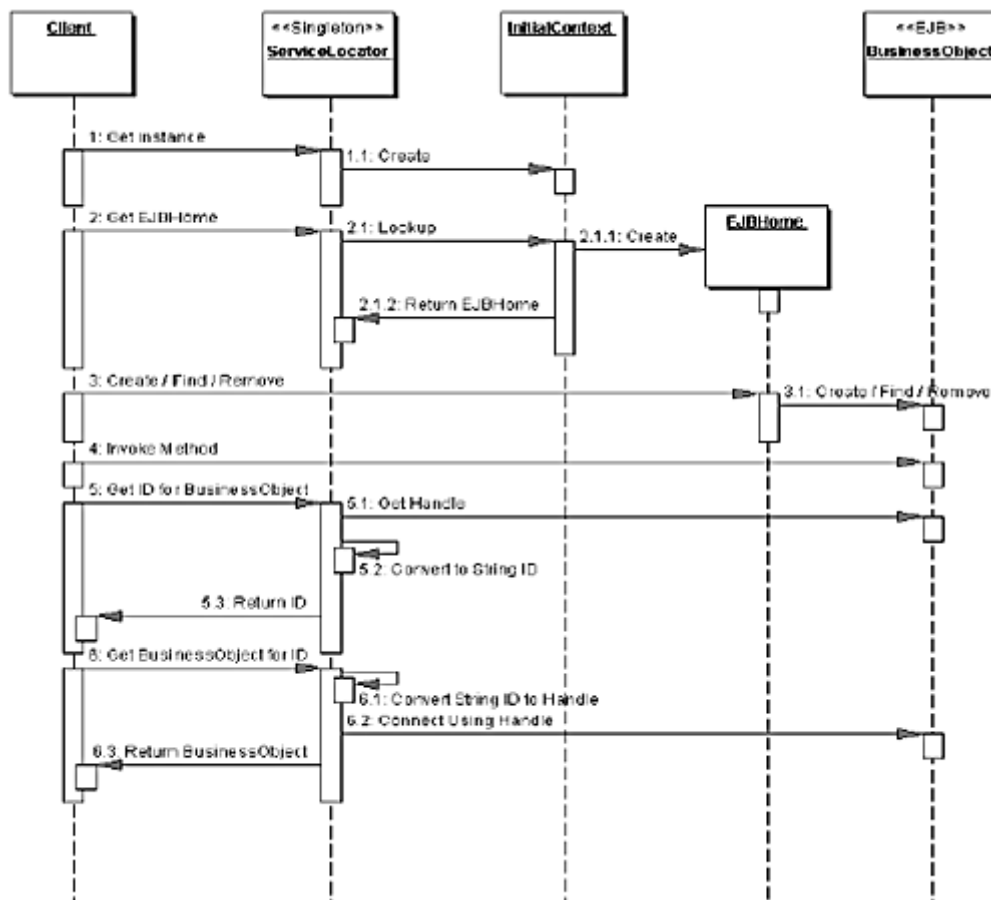 Client
<<Singleton>>
ServiceLocator
InitialContext
<<EJB>>
BusinessObject
1: Get Instance
1.1: Create
2: Get EJBHome
2.1: Lookup
2.1.1: Create
EJBHome
2.1.2: Return EJBHome
3: Create / Find / Remove
3.1: Create / Find / Remove
4: Invoke Method
5: Get ID for BusinessObject
5.1: Get Handle
5.2: Convert to String ID
5.3: Return ID
6: Get BusinessObject for ID
6.1: Convert String ID to Handle
6.2: Connect Using Handle
6.3: Return BusinessObject